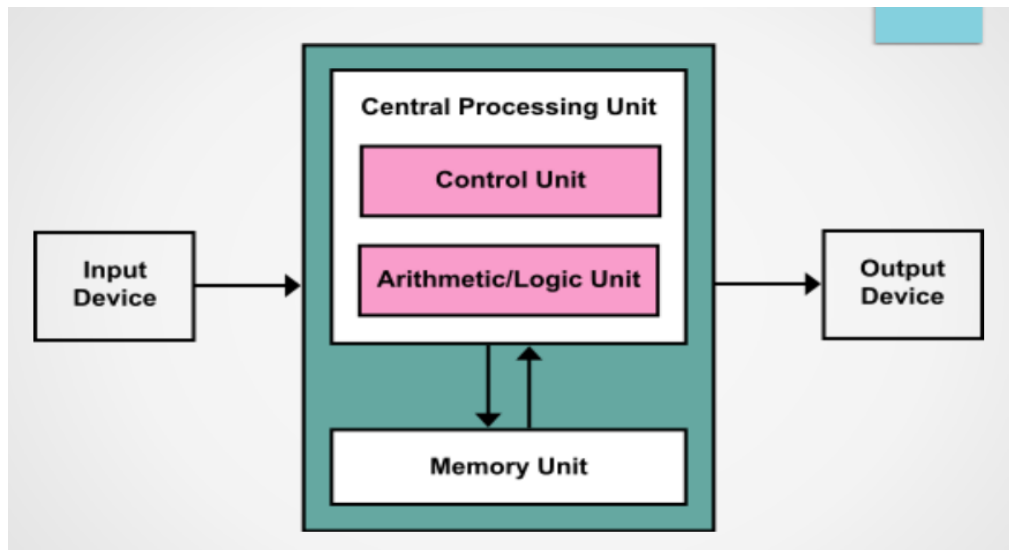 Central Processing Unit
Control Unit
Arithmetic/Logic Unit
Input
Device
Output
Device
Memory Unit